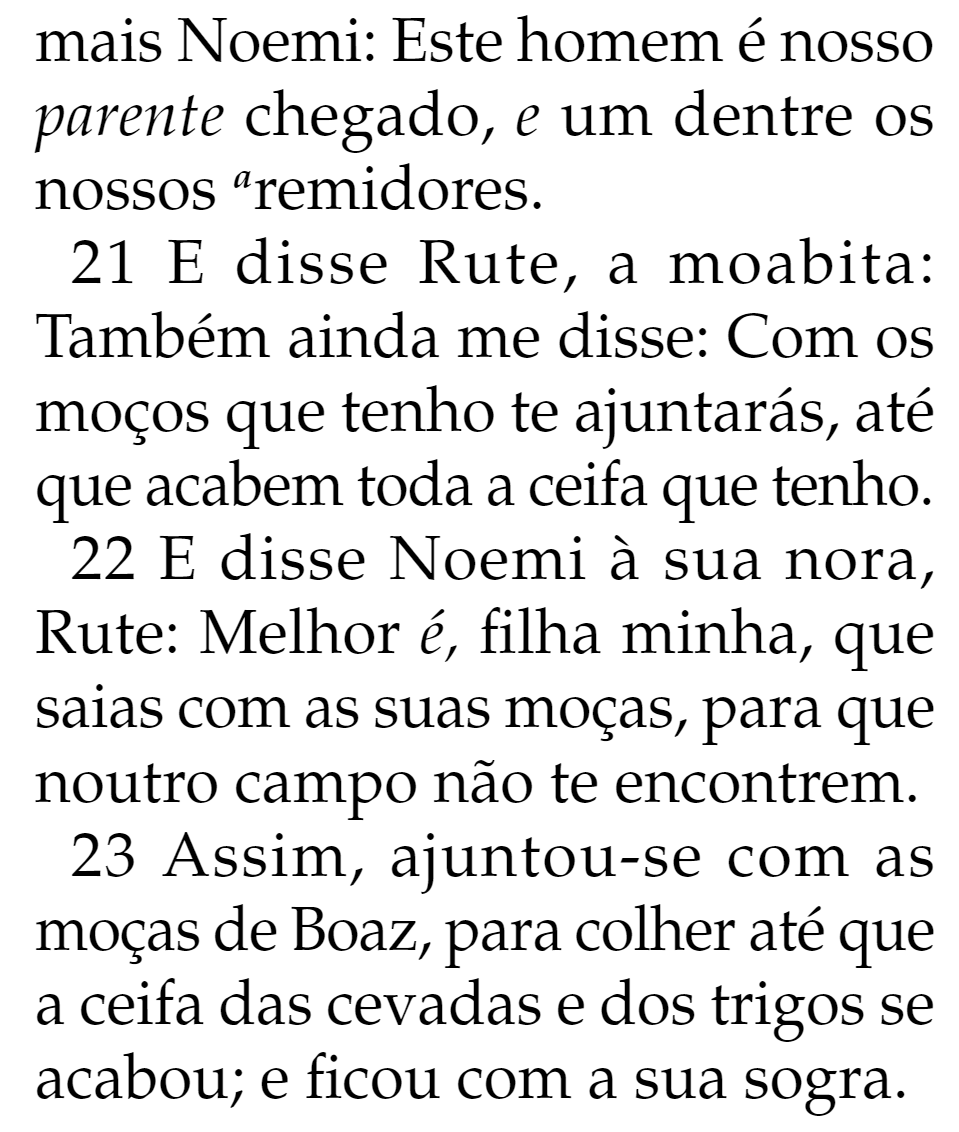 mais Noemi: Este homem é nosso
parente chegado, e um dentre os
nossos ᵃremidores.
21 E disse Rute, a moabita:
Também ainda me disse: Com os
moços que tenho te ajuntarás, até
que acabem toda a ceifa que tenho.
22 E disse Noemi à sua nora,
Rute: Melhor é, filha minha, que
saias com as suas moças, para que
noutro campo não te encontrem.
23 Assim, ajuntou-se com as
moças de Boaz, para colher até que
a ceifa das cevadas e dos trigos se
acabou; e ficou com a sua sogra.